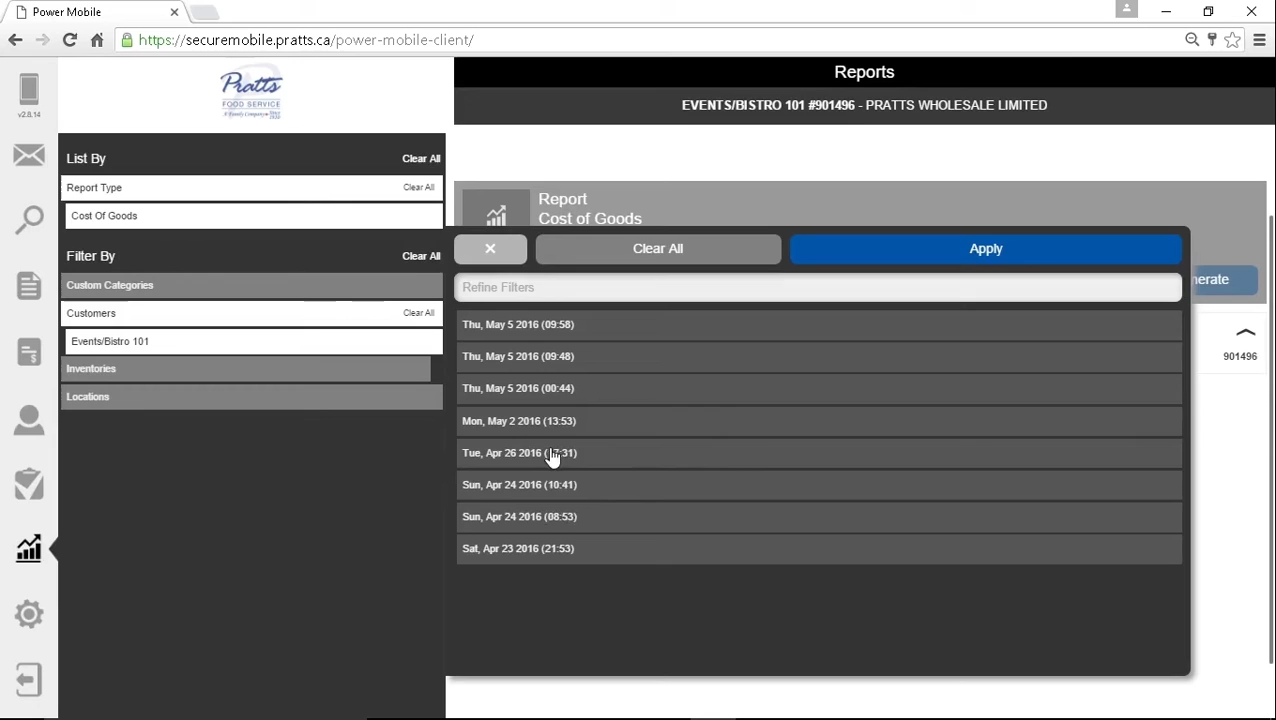 Power Mobile
https://securemobile.pratts.ca/power-mobile-client/
v2.8.14
Pratts
FOOD SERVICE
Reports
EVENTS/BISTRO 101 #901496 - PRATTS WHOLESALE LIMITED
List By
Clear All
Report Type
Clear All
Cost Of Goods
Filter By
Clear All
Custom Categories
Customers
Clear All
Events/Bistro 101
Inventories
Locations
Report
Cost of Goods
Clear All
Apply
nerate
Refine Filters
901496
Thu, May 5 2016 (09:58)
Thu, May 5 2016 (09:48)
Thu, May 5 2016 (00:44)
Mon, May 2 2016 (13:53)
Tue, Apr 26 2016
Sun, Apr 24 2016 (10:41)
Sun, Apr 24 2016 (08:53)
Sat, Apr 23 2016 (21:53)